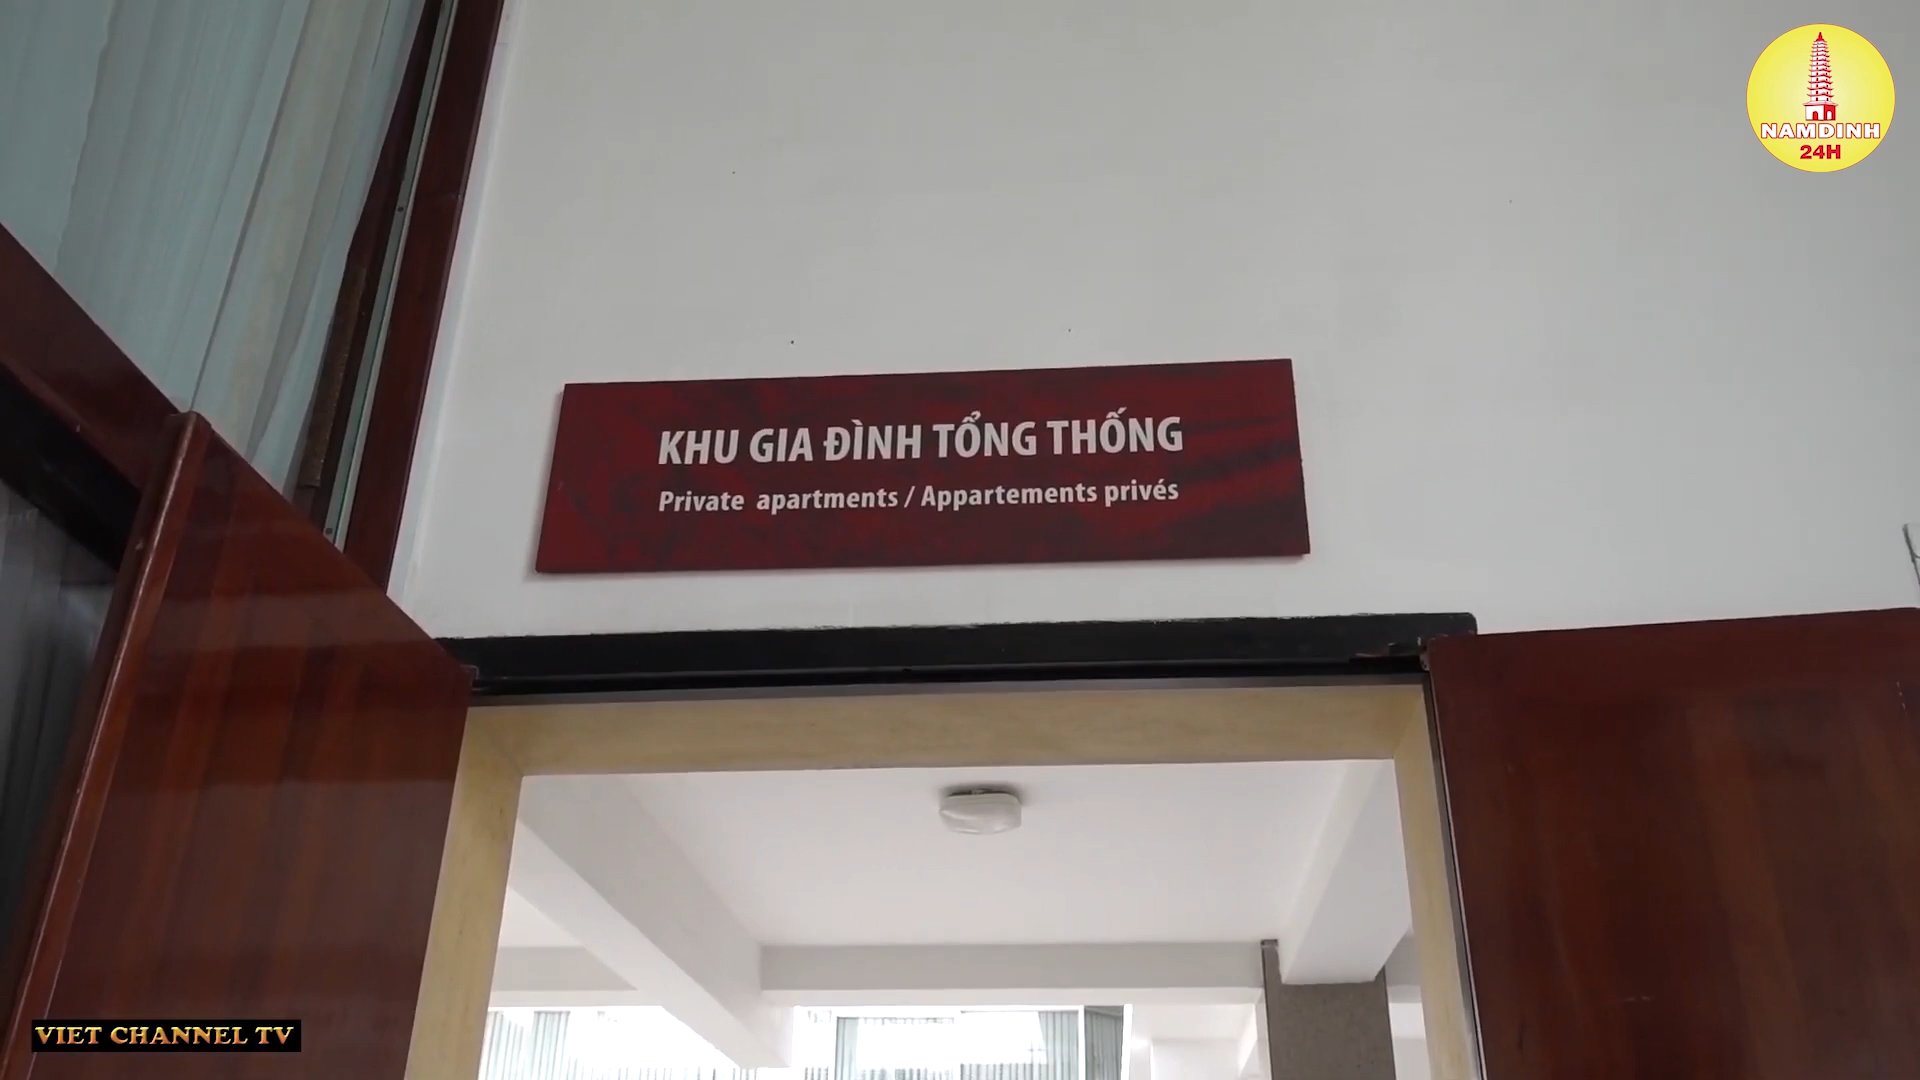 NAMDINH
24H
KHU GIA ĐÌNH TỔNG THỐNG
Private apartments / Appartements privés
VIET CHANNEL TV